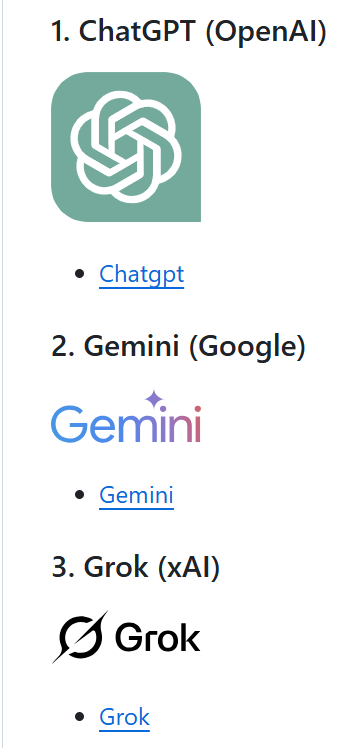 1. ChatGPT (OpenAI)
Chatgpt
2. Gemini (Google)
Gemini
Gemini
3. Grok (xAI)
Grok
Grok